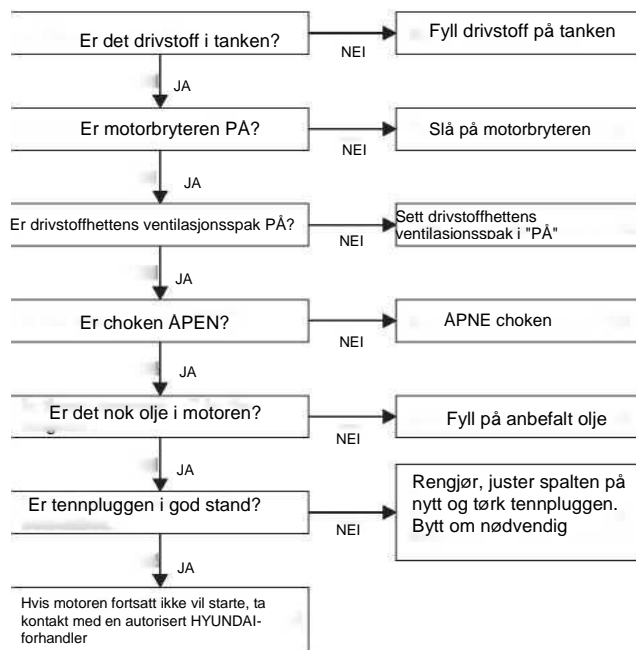 Er det drivstoff i tanken?
NEI
Fyll drivstoff på tanken
JA
Er motorbryteren PÅ?
NEI
Slå på motorbryteren
JA
Er drivstoffhettens ventilasjonsspak PÅ?
NEI
Sett drivstoffhettens
ventilasionsspak i "PÅ"
JA
Er choken APEN?
NEI
APNE choken
JA
Er det nok olje i motoren?
NEI
Fyll på anbefalt olje
JA
Er tennpluggen i god stand?
NEI
Rengjør, juster spalten på
nytt og tørk tennpluggen.
Bytt om nødvendig
JA
Hvis motoren fortsatt ikke vil starte, ta
kontakt med en autorisert HYUNDAI-
forhandler